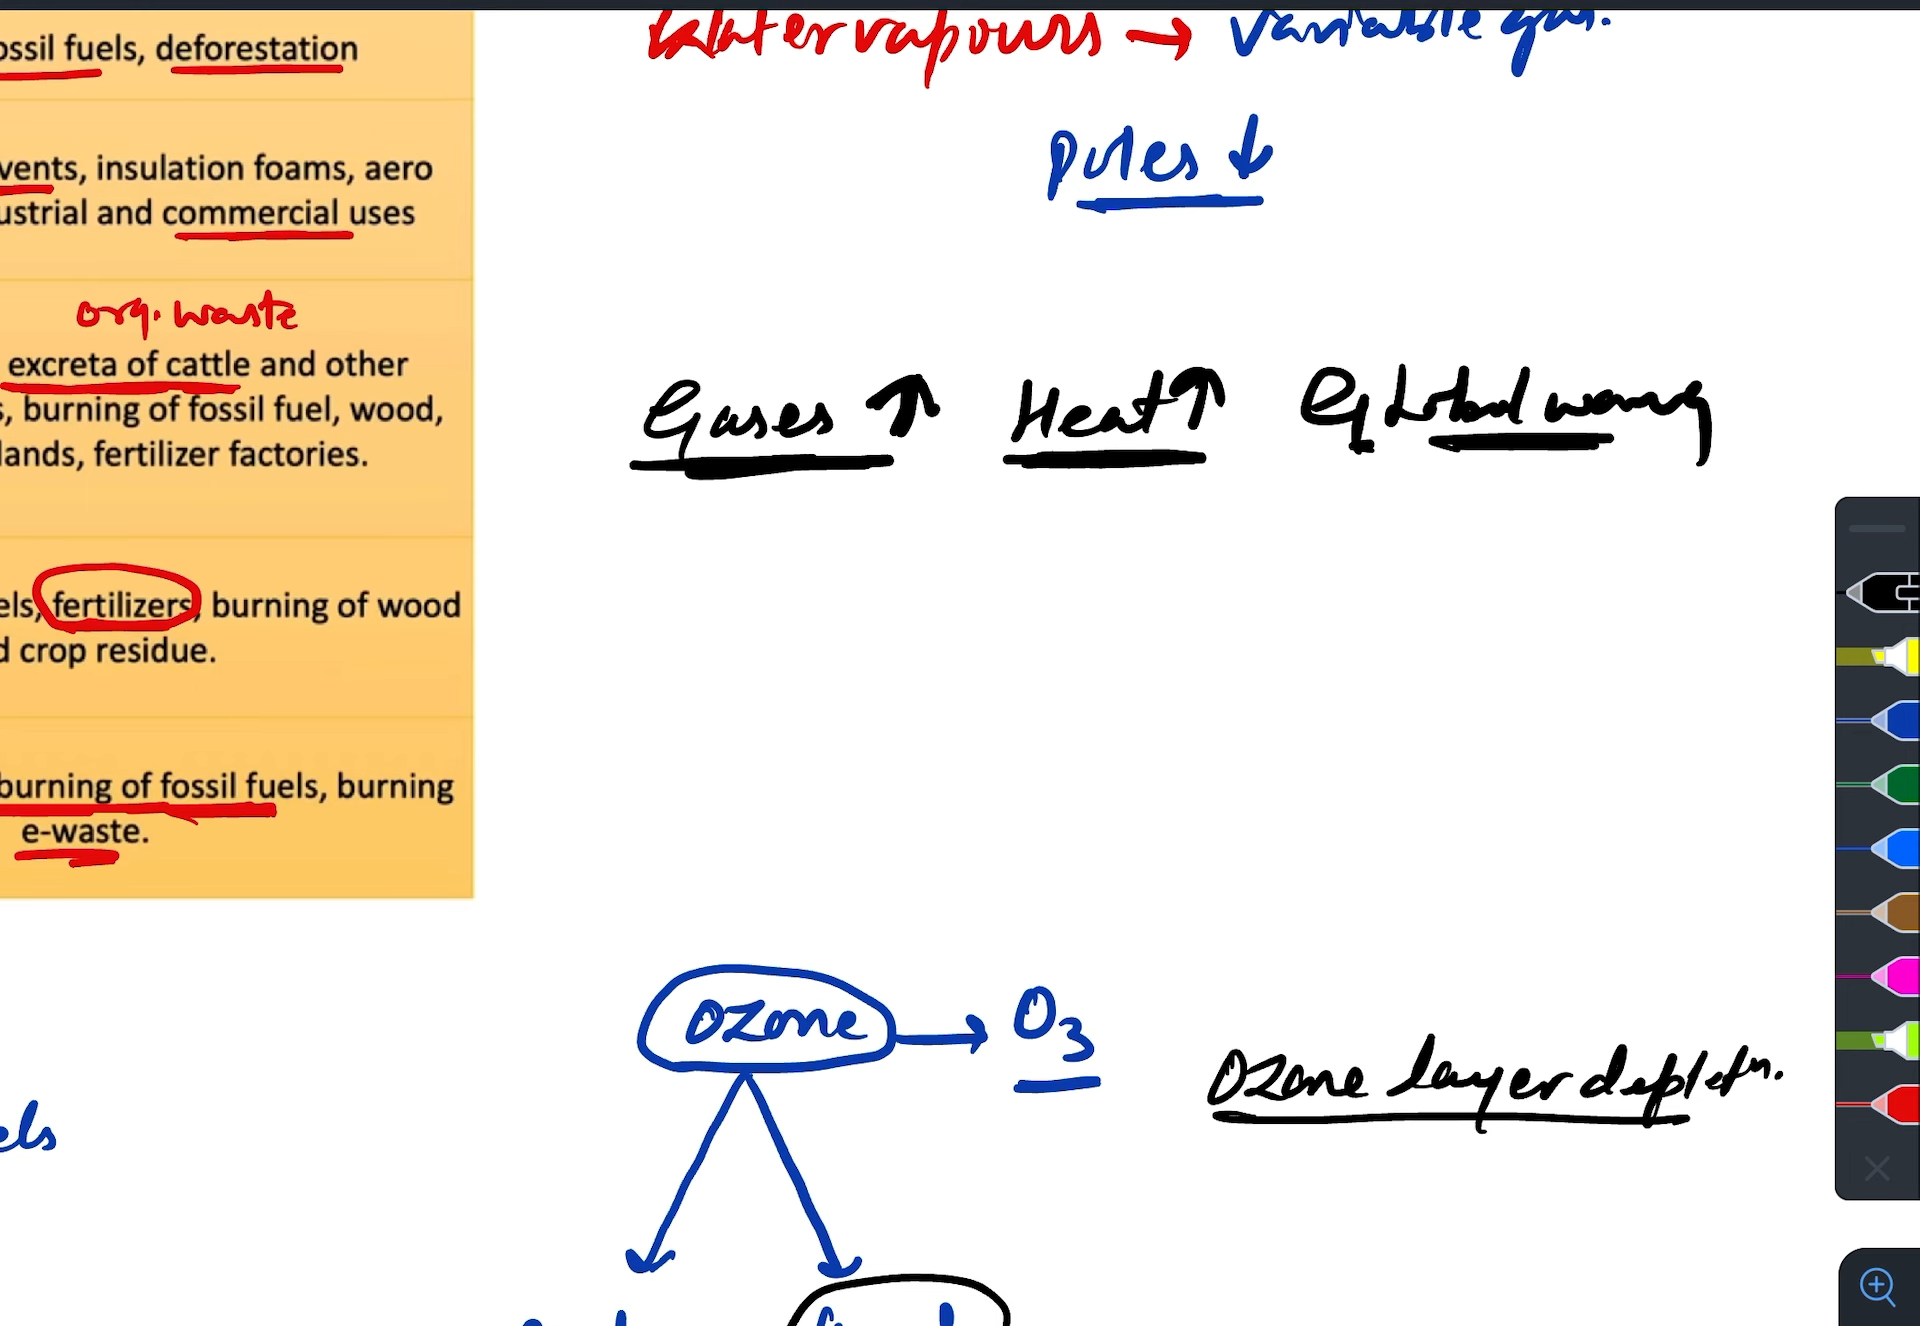 ossil fuels, deforestation
vents, insulation foams, aero
ustrial and commercial uses
org. waste
excreta of cattle and other
s, burning of fossil fuel, wood,
lands, fertilizer factories.
els, fertilizers, burning of wood
d crop residue.
burning of fossil fuels, burning
e-waste.
els
Water vapours → variable gas.
poles ↓
Gases ↑ Heat ↑ Global warmg
Ozone → O3
Ozone layer depletn.